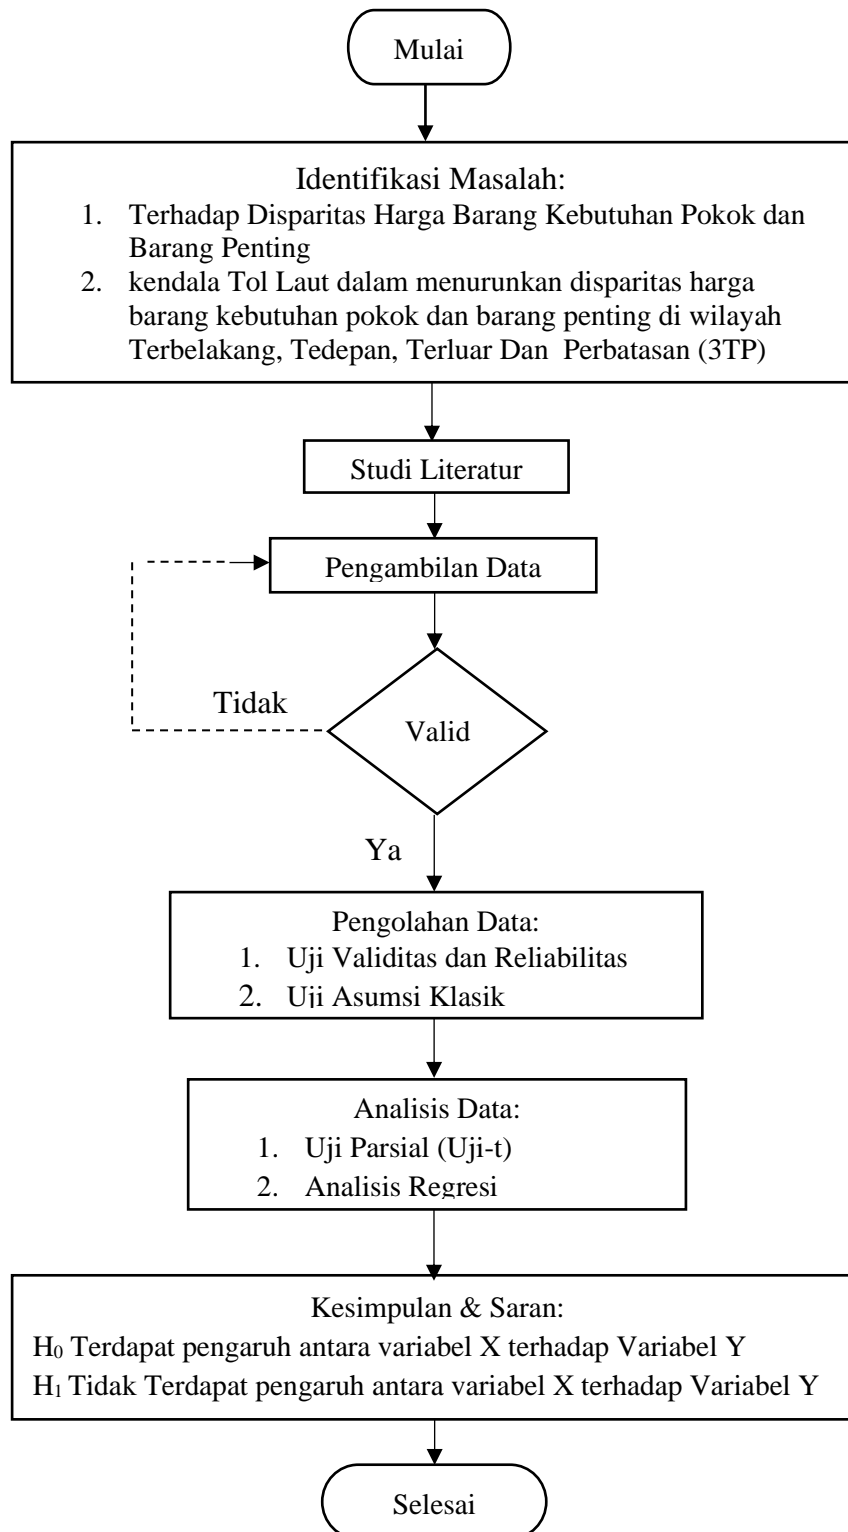 Mulai
Identifikasi Masalah:
1. Terhadap Disparitas Harga Barang Kebutuhan Pokok dan
Barang Penting
2. kendala Tol Laut dalam menurunkan disparitas harga
barang kebutuhan pokok dan barang penting di wilayah
Terbelakang, Tedepan, Terluar Dan Perbatasan (3TP)
Studi Literatur
Pengambilan Data
Tidak
Valid
Ya
Pengolahan Data:
1. Uji Validitas dan Reliabilitas
2. Uji Asumsi Klasik
Analisis Data:
1. Uji Parsial (Uji-t)
2. Analisis Regresi
Kesimpulan & Saran:
H₀ Terdapat pengaruh antara variabel X terhadap Variabel Y
H₁ Tidak Terdapat pengaruh antara variabel X terhadap Variabel Y
Selesai